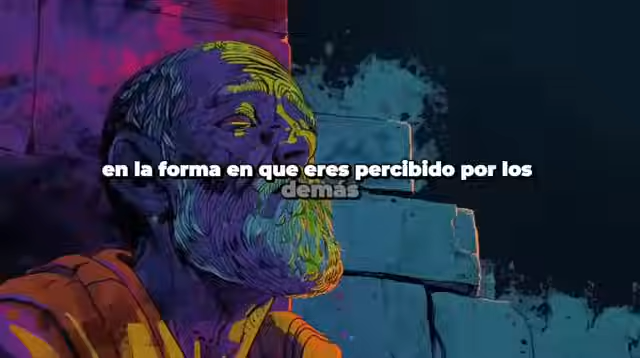 en la forma en que eres percibido por los
demás